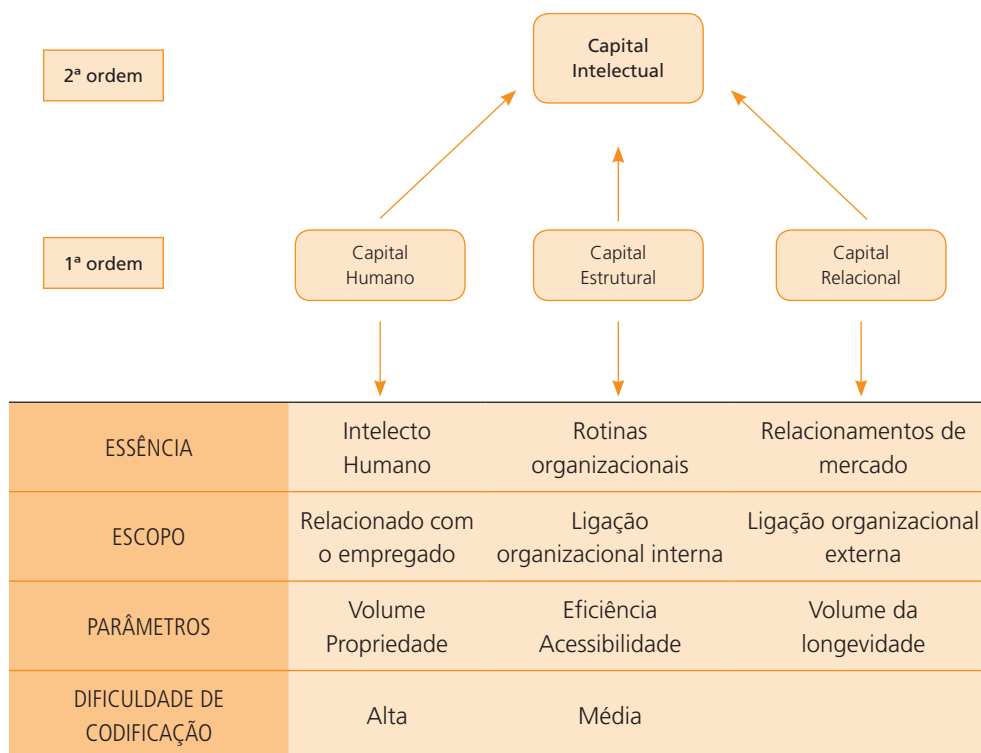 Capital
Intelectual
2ª ordem
1ª ordem
Capital
Humano
Capital
Estrutural
Capital
Relacional
ESSÊNCIA
Intelecto
Humano
Rotinas
organizacionais
Relacionamentos de
mercado
ESCOPO
Relacionado com
o empregado
Ligação
organizacional interna
Ligação organizacional
externa
PARÂMETROS
Volume
Propriedade
Eficiência
Acessibilidade
Volume da
longevidade
DIFICULDADE DE
CODIFICAÇÃO
Alta
Média